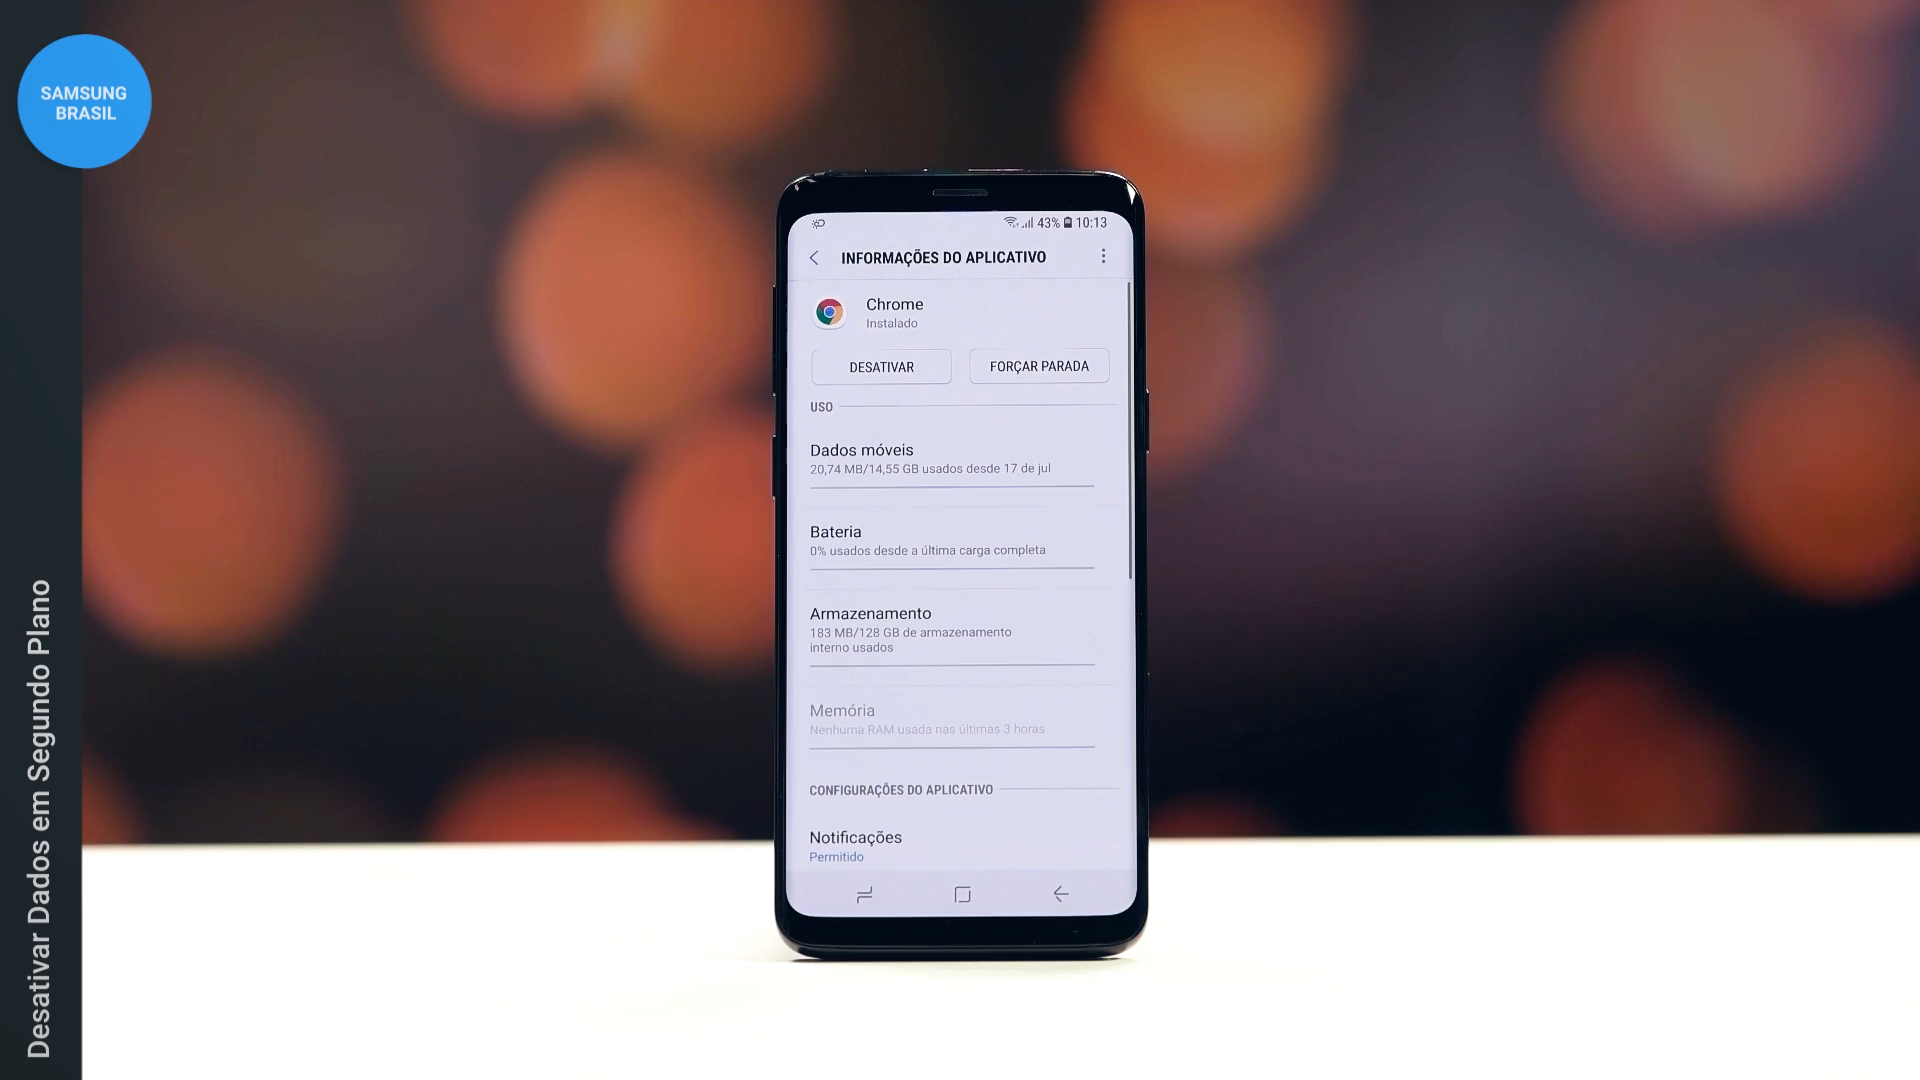 SAMSUNG
BRASIL
Desativar Dados em Segundo Plano
43% 10:13
INFORMAÇÕES DO APLICATIVO
Chrome
Instalado
DESATIVAR
FORÇAR PARADA
USO
Dados móveis
20,74 MB/14,55 GB usados desde 17 de jul
Bateria
0% usados desde a última carga completa
Armazenamento
183 MB/128 GB de armazenamento
interno usados
Memória
Nenhuma RAM usada nas últimas 3 horas
CONFIGURAÇÕES DO APLICATIVO
Notificações
Permitido